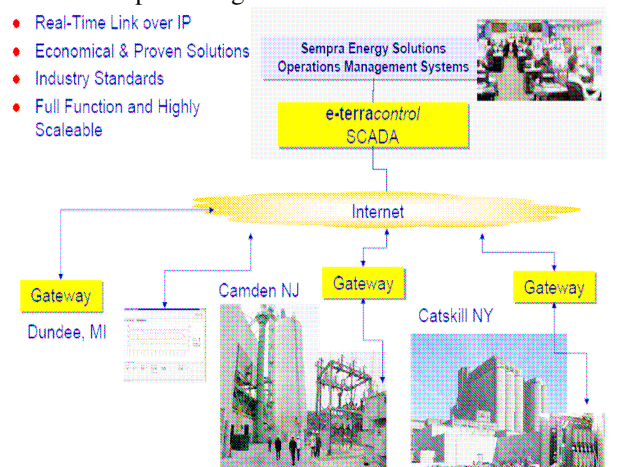 Real-Time Link over IP
Economical & Proven Solutions
Industry Standards
Full Function and Highly
Scaleable
Sempra Energy Solutions
Operations Management Systems
e-terracontrol
SCADA
Internet
Gateway
Dundee, MI
Camden NJ
Gateway
Catskill NY
Gateway